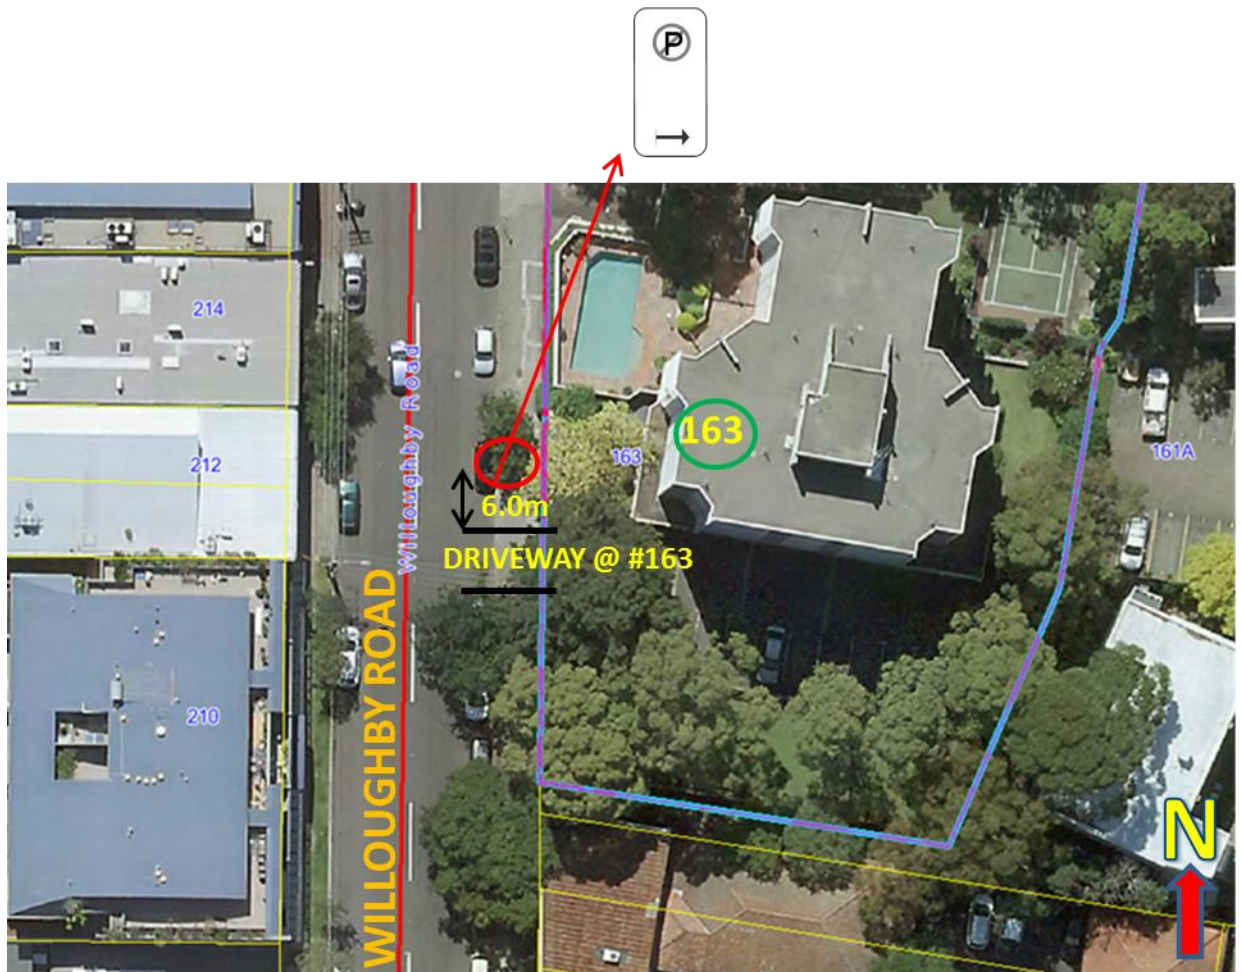 P
214
Willoughby Road
212
163
163
161A
6.0m
DRIVEWAY @ #163
WILLOUGHBY ROAD
210
N